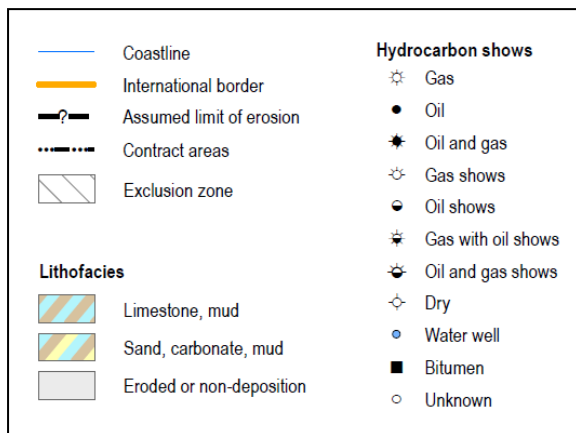 Coastline
International border
?
Assumed limit of erosion
Contract areas
Exclusion zone
Lithofacies
Limestone, mud
Sand, carbonate, mud
Eroded or non-deposition
Hydrocarbon shows
Gas
Oil
Oil and gas
Gas shows
Oil shows
Gas with oil shows
Oil and gas shows
Dry
Water well
Bitumen
Unknown